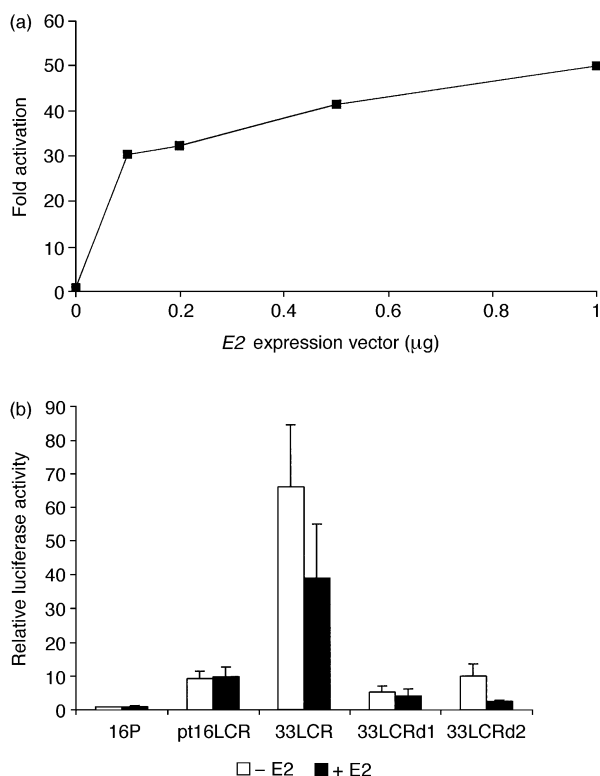 (a)
60
50
40
30
20
10
0
Fold activation
0 0.2 0.4 0.6 0.8 1
E2 expression vector (μg)
(b)
90
80
70
60
50
40
30
20
10
0
Relative luciferase activity
16P pt16LCR 33LCR 33LCRd1 33LCRd2
– E2 + E2